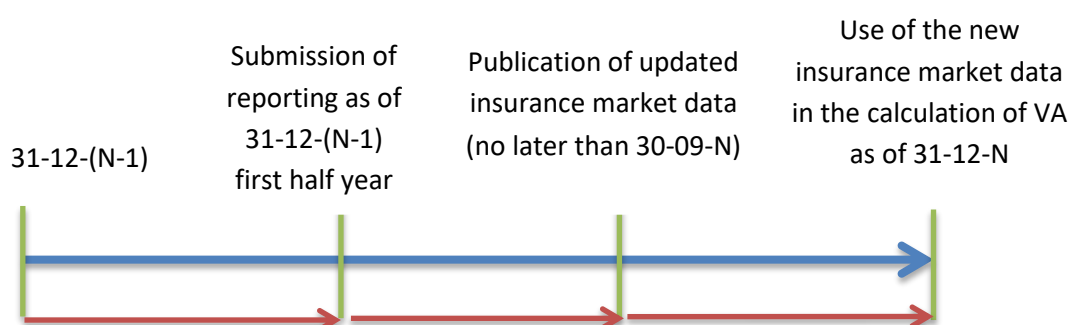 31-12-(N-1)
Submission of
reporting as of
31-12-(N-1)
first half year
Publication of updated
insurance market data
(no later than 30-09-N)
Use of the new
insurance market data
in the calculation of VA
as of 31-12-N